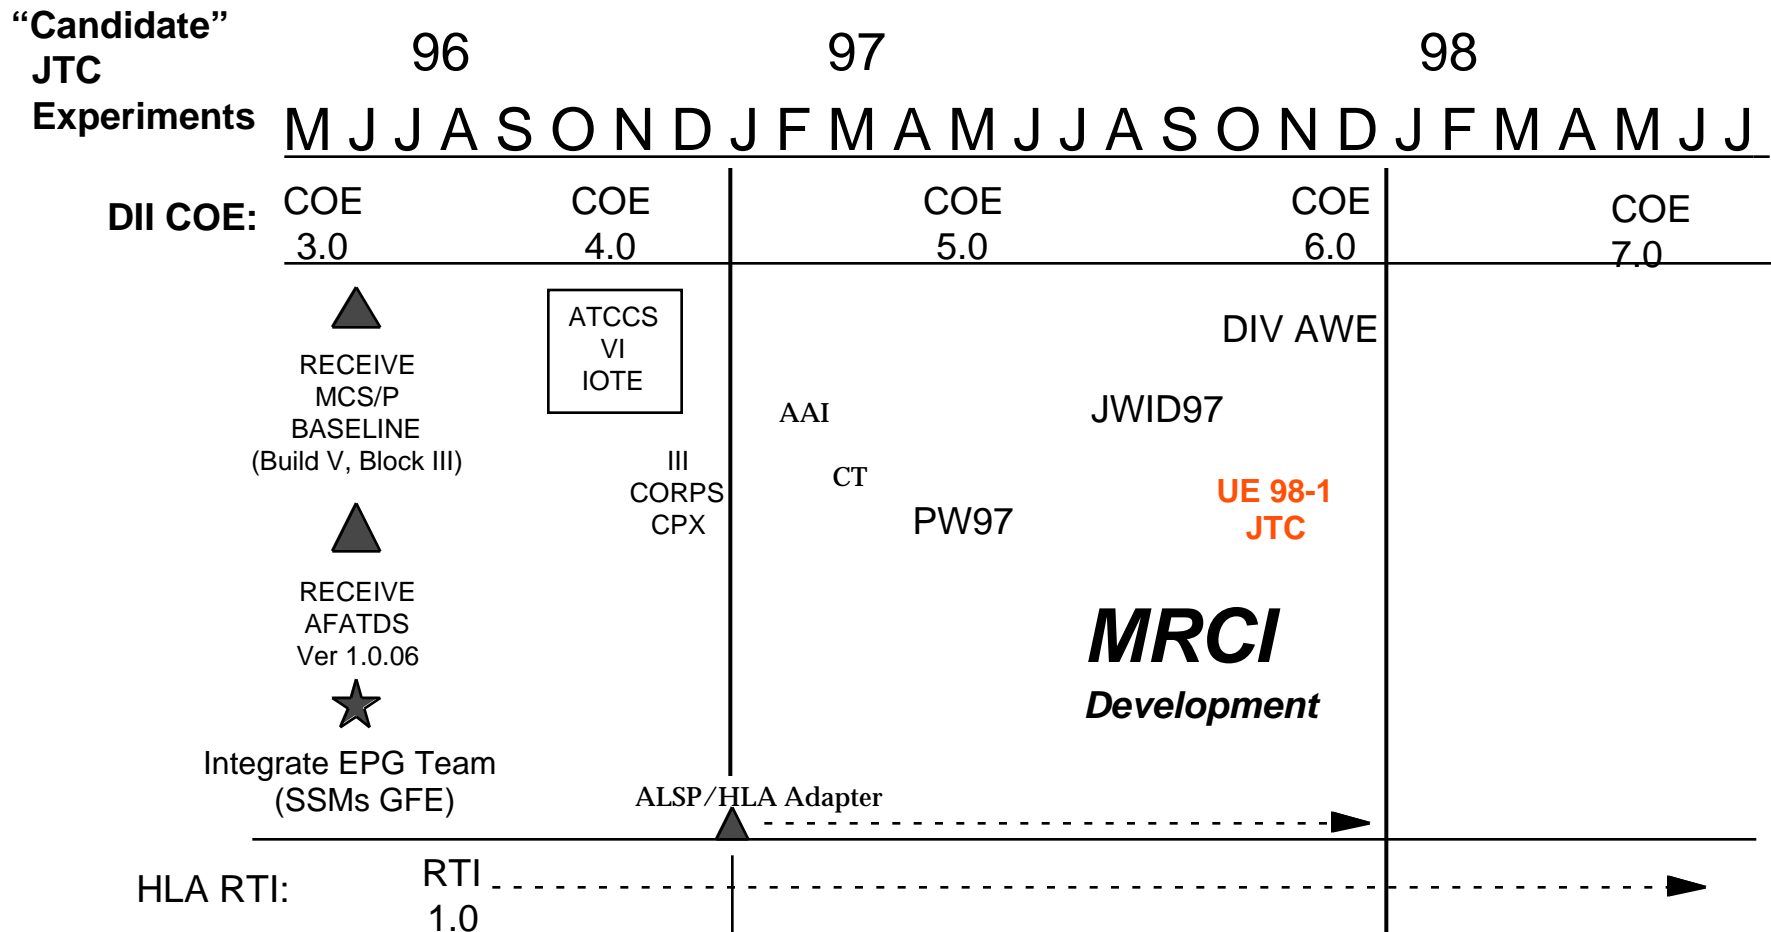 “Candidate”
JTC
Experiments
96 97 98
M J J A S O N D J F M A M J J A S O N D J F M A M J J
DII COE:
COE
3.0
COE
4.0
COE
5.0
COE
6.0
COE
7.0
RECEIVE
MCS/P
BASELINE
(Build V, Block III)
RECEIVE
AFATDS
Ver 1.0.06
Integrate EPG Team
(SSMs GFE)
ATCCS
VI
IOTE
III
CORPS
CPX
AAI
CT
PW97
DIV AWE
JWID97
UE 98-1
JTC
MRCI
Development
ALSP/HLA Adapter
HLA RTI:
RTI
1.0